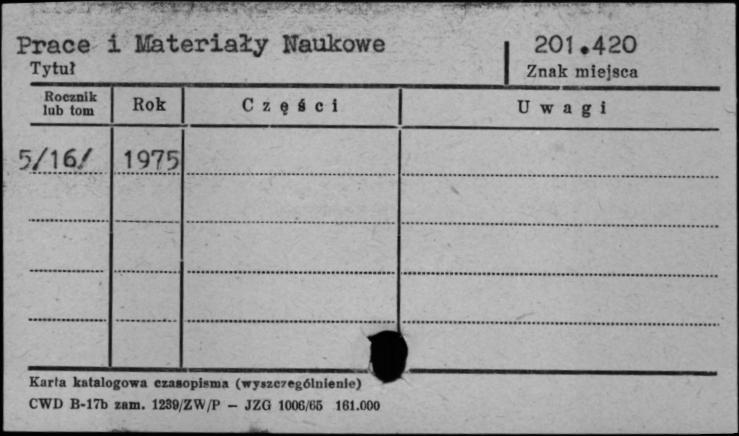 Prace i Materiały Naukowe
201.420
Tytuł
Znak miejsca
Rocznik lub tom
Rok
Części
Uwagi
5/16/
1975
Karta katalogowa czasopisma (wyszczególnienie)
CWD B-17b zam. 1239/ZW/P — JZG 1006/65 161.000